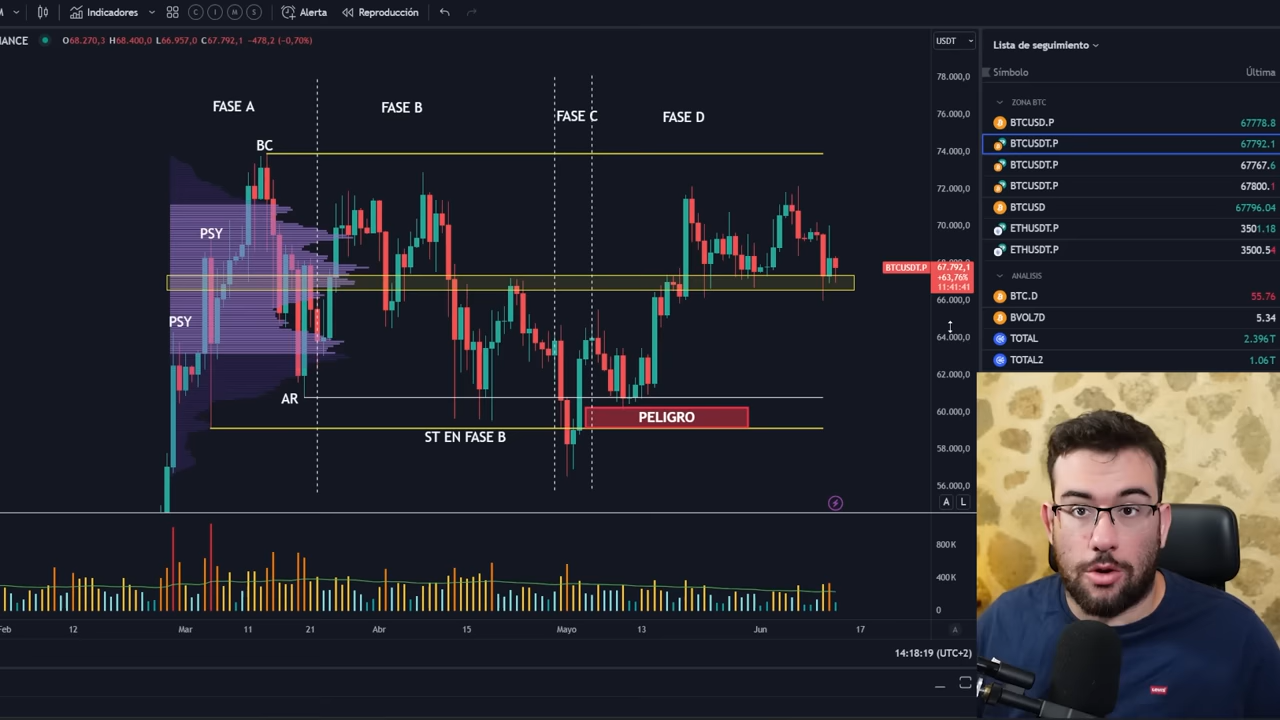 M
Indicadores
C I M S
Alerta
Reproducción
NANCE
O68.270,3 H68.400,0 L66.957,0 C67.792,1 -478,2 (-0,70%)
USDT
Lista de seguimiento
Símbolo Última
ZONA BTC
BTCUSD.P 67778.8
BTCUSDT.P 67792.1
BTCUSDT.P 67767.6
BTCUSDT.P 67800.1
BTCUSD 67796.04
ETHUSDT.P 3501.18
ETHUSDT.P 3500.54
ANALISIS
BTC.D 55.76
BVOL7D 5.34
TOTAL 2.396T
TOTAL2 1.06T
FASE A
FASE B
FASE C
FASE D
BC
PSY
PSY
AR
ST EN FASE B
PELIGRO
78.000,0
76.000,0
74.000,0
72.000,0
70.000,0
BTCUSDT.P 67.792,1
+63,76%
11:41:41
66.000,0
64.000,0
62.000,0
60.000,0
58.000,0
56.000,0
A L
800K
400K
0
Feb 12 Mar 11 21 Abr 15 Mayo 13 Jun 17 A
14:18:19 (UTC+2)
Levi's